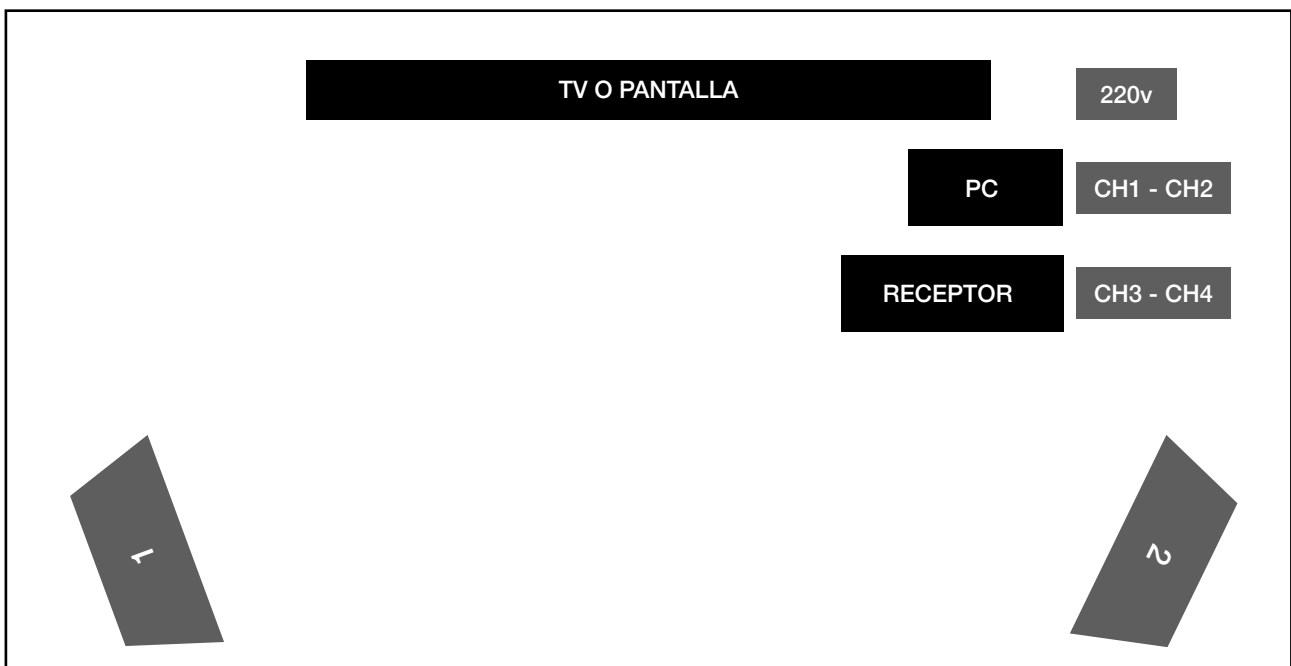 TV O PANTALLA
220v
PC
CH1 - CH2
RECEPTOR
CH3 - CH4
1
2